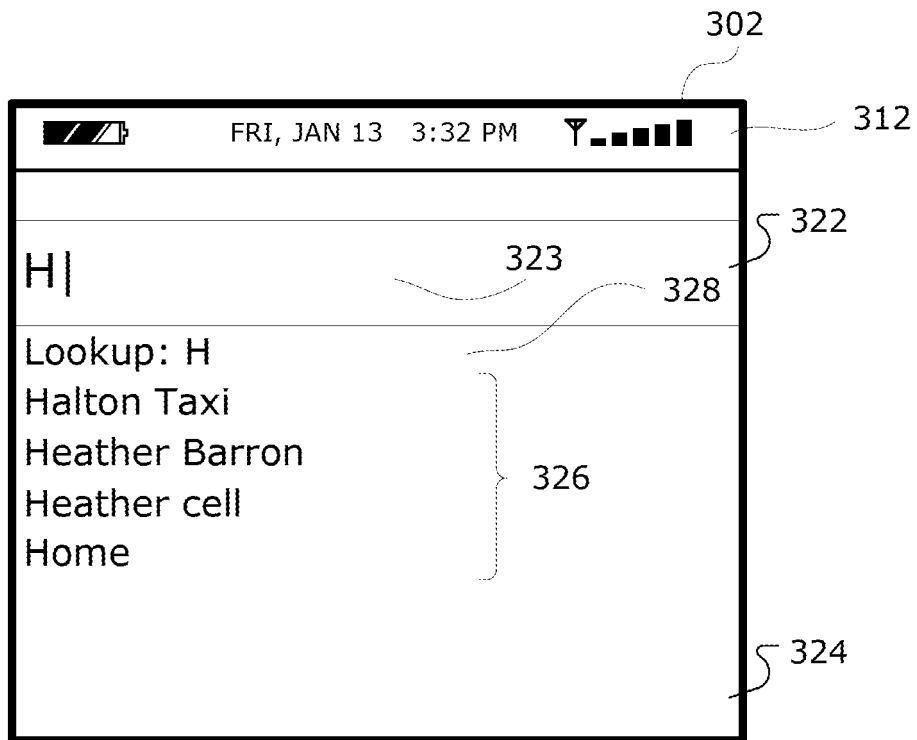 302
FRI, JAN 13 3:32 PM
312
322
H
323
328
Lookup: H
Halton Taxi
Heather Barron
326
Heather cell
Home
324